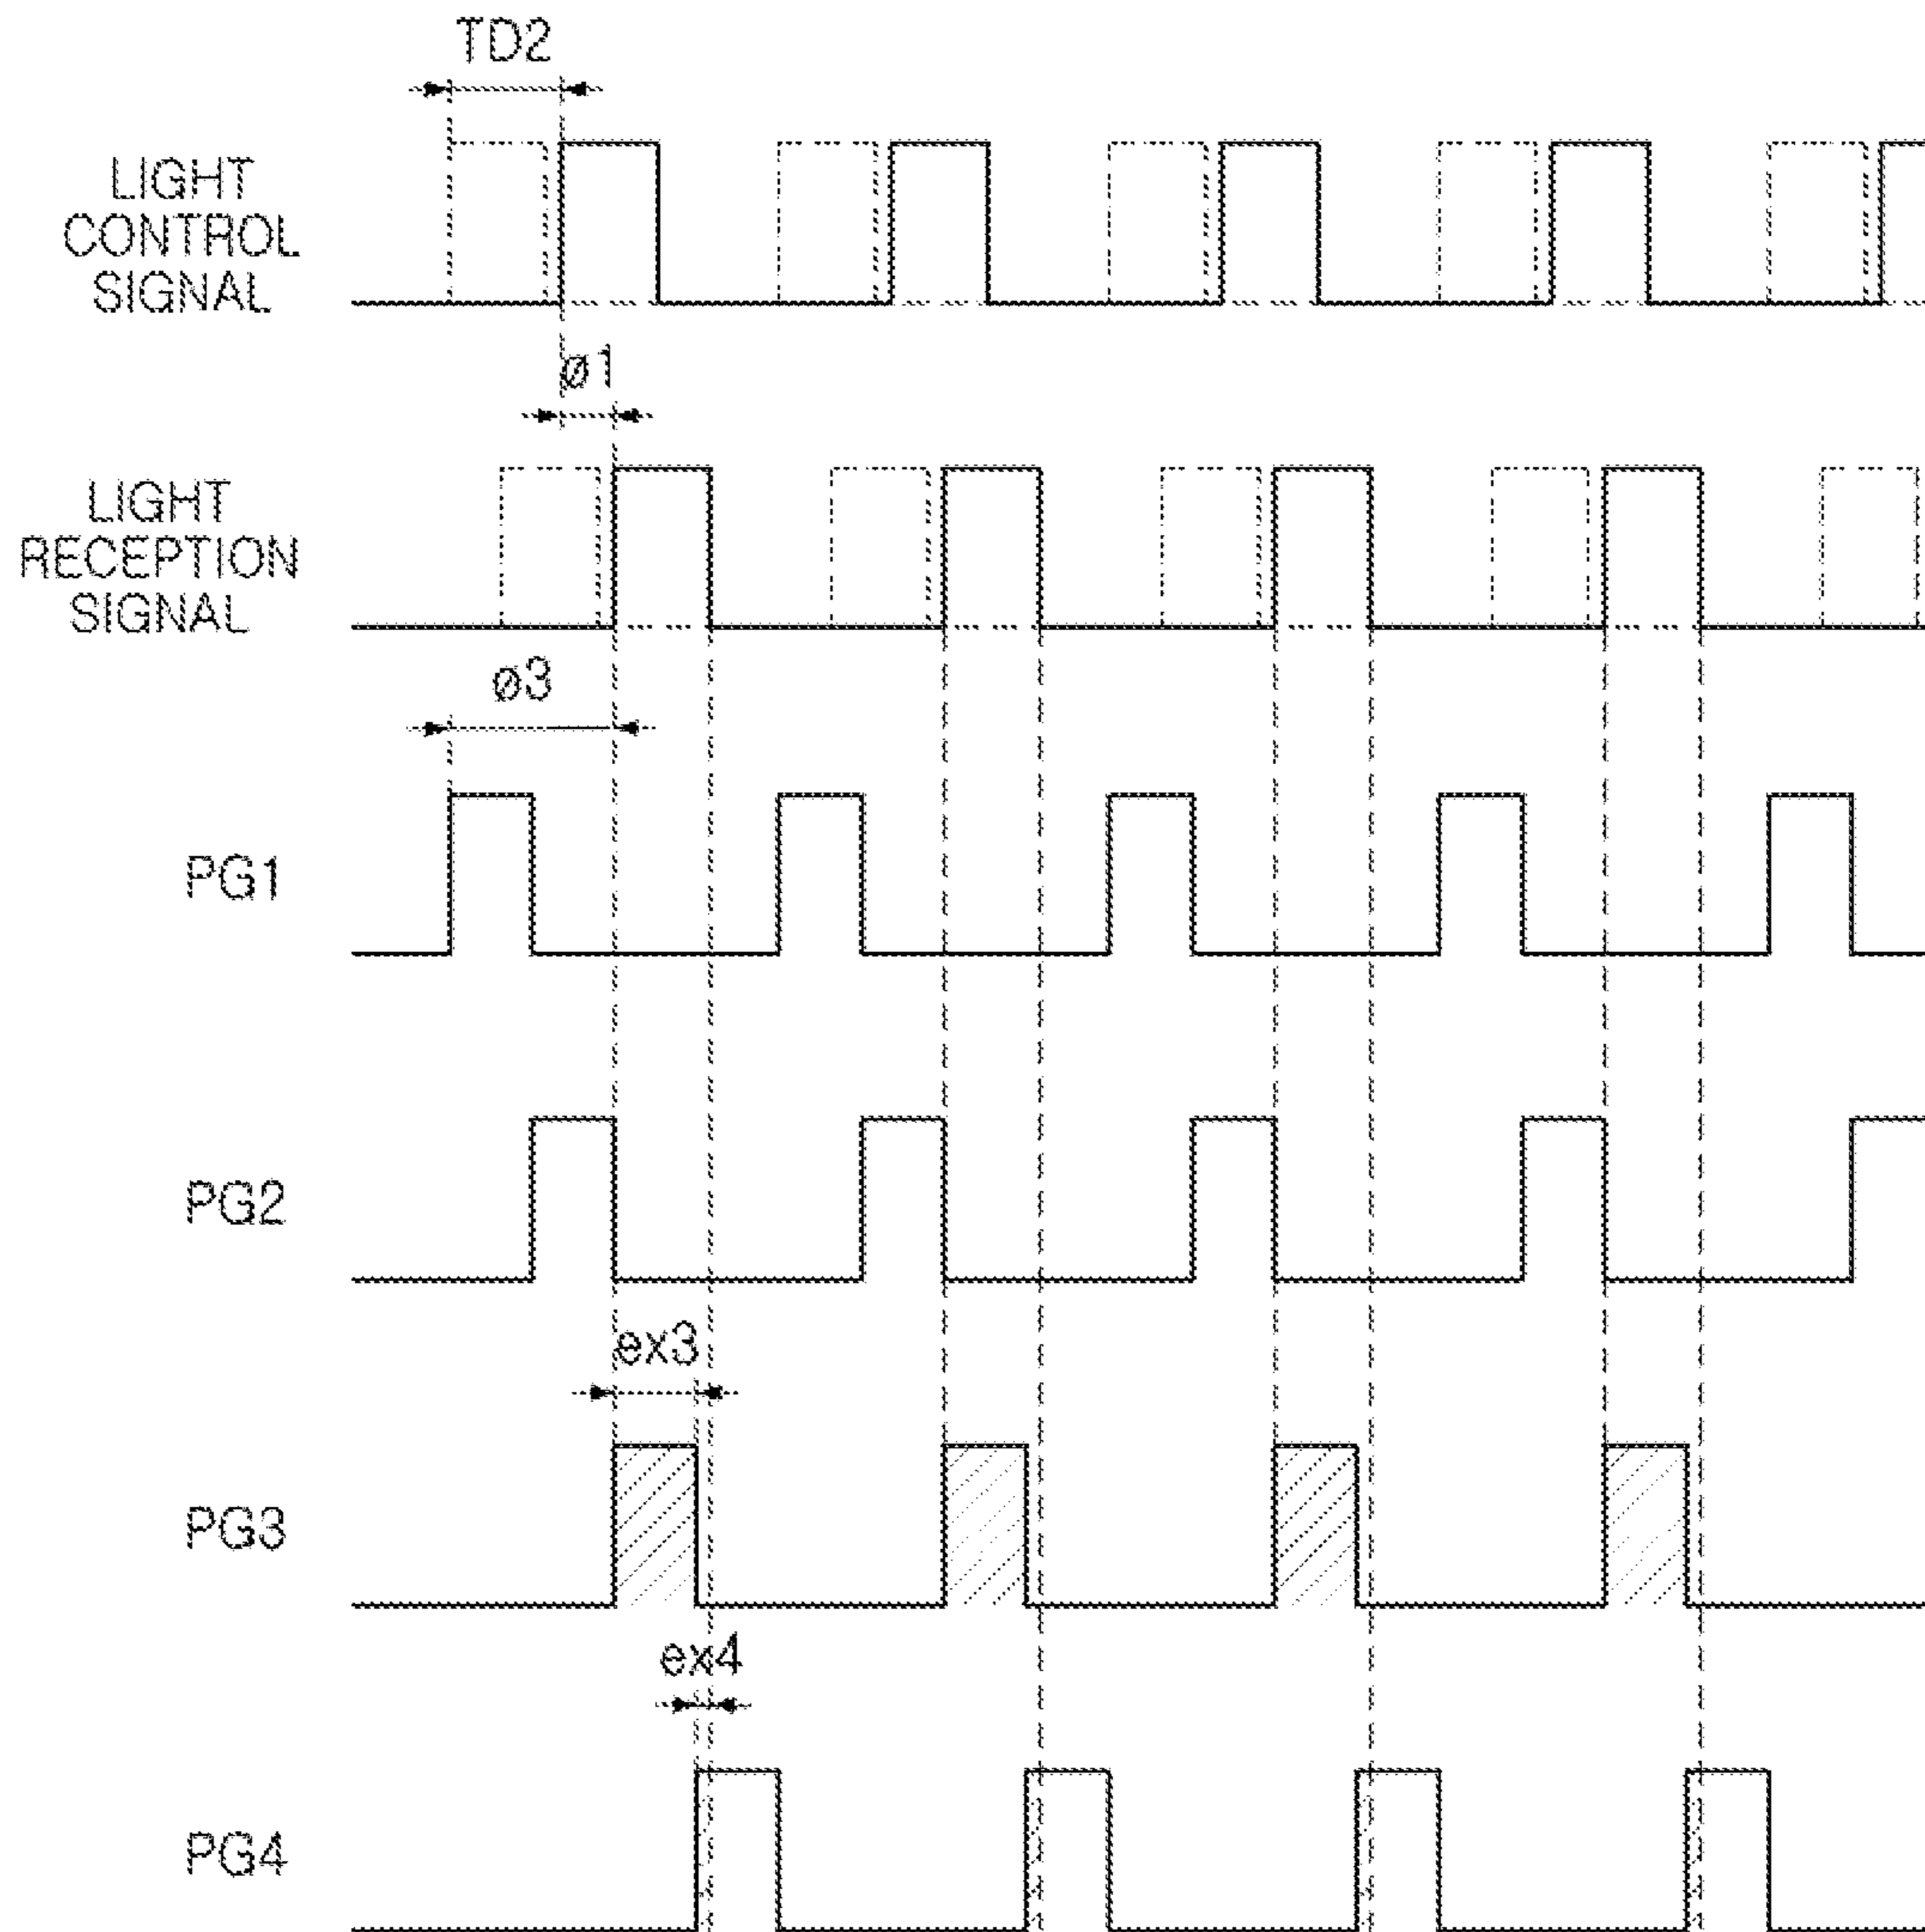 TD2
LIGHT
CONTROL
SIGNAL
ø1
LIGHT
RECEPTION
SIGNAL
ø3
PG1
PG2
ex3
PG3
ex4
PG4